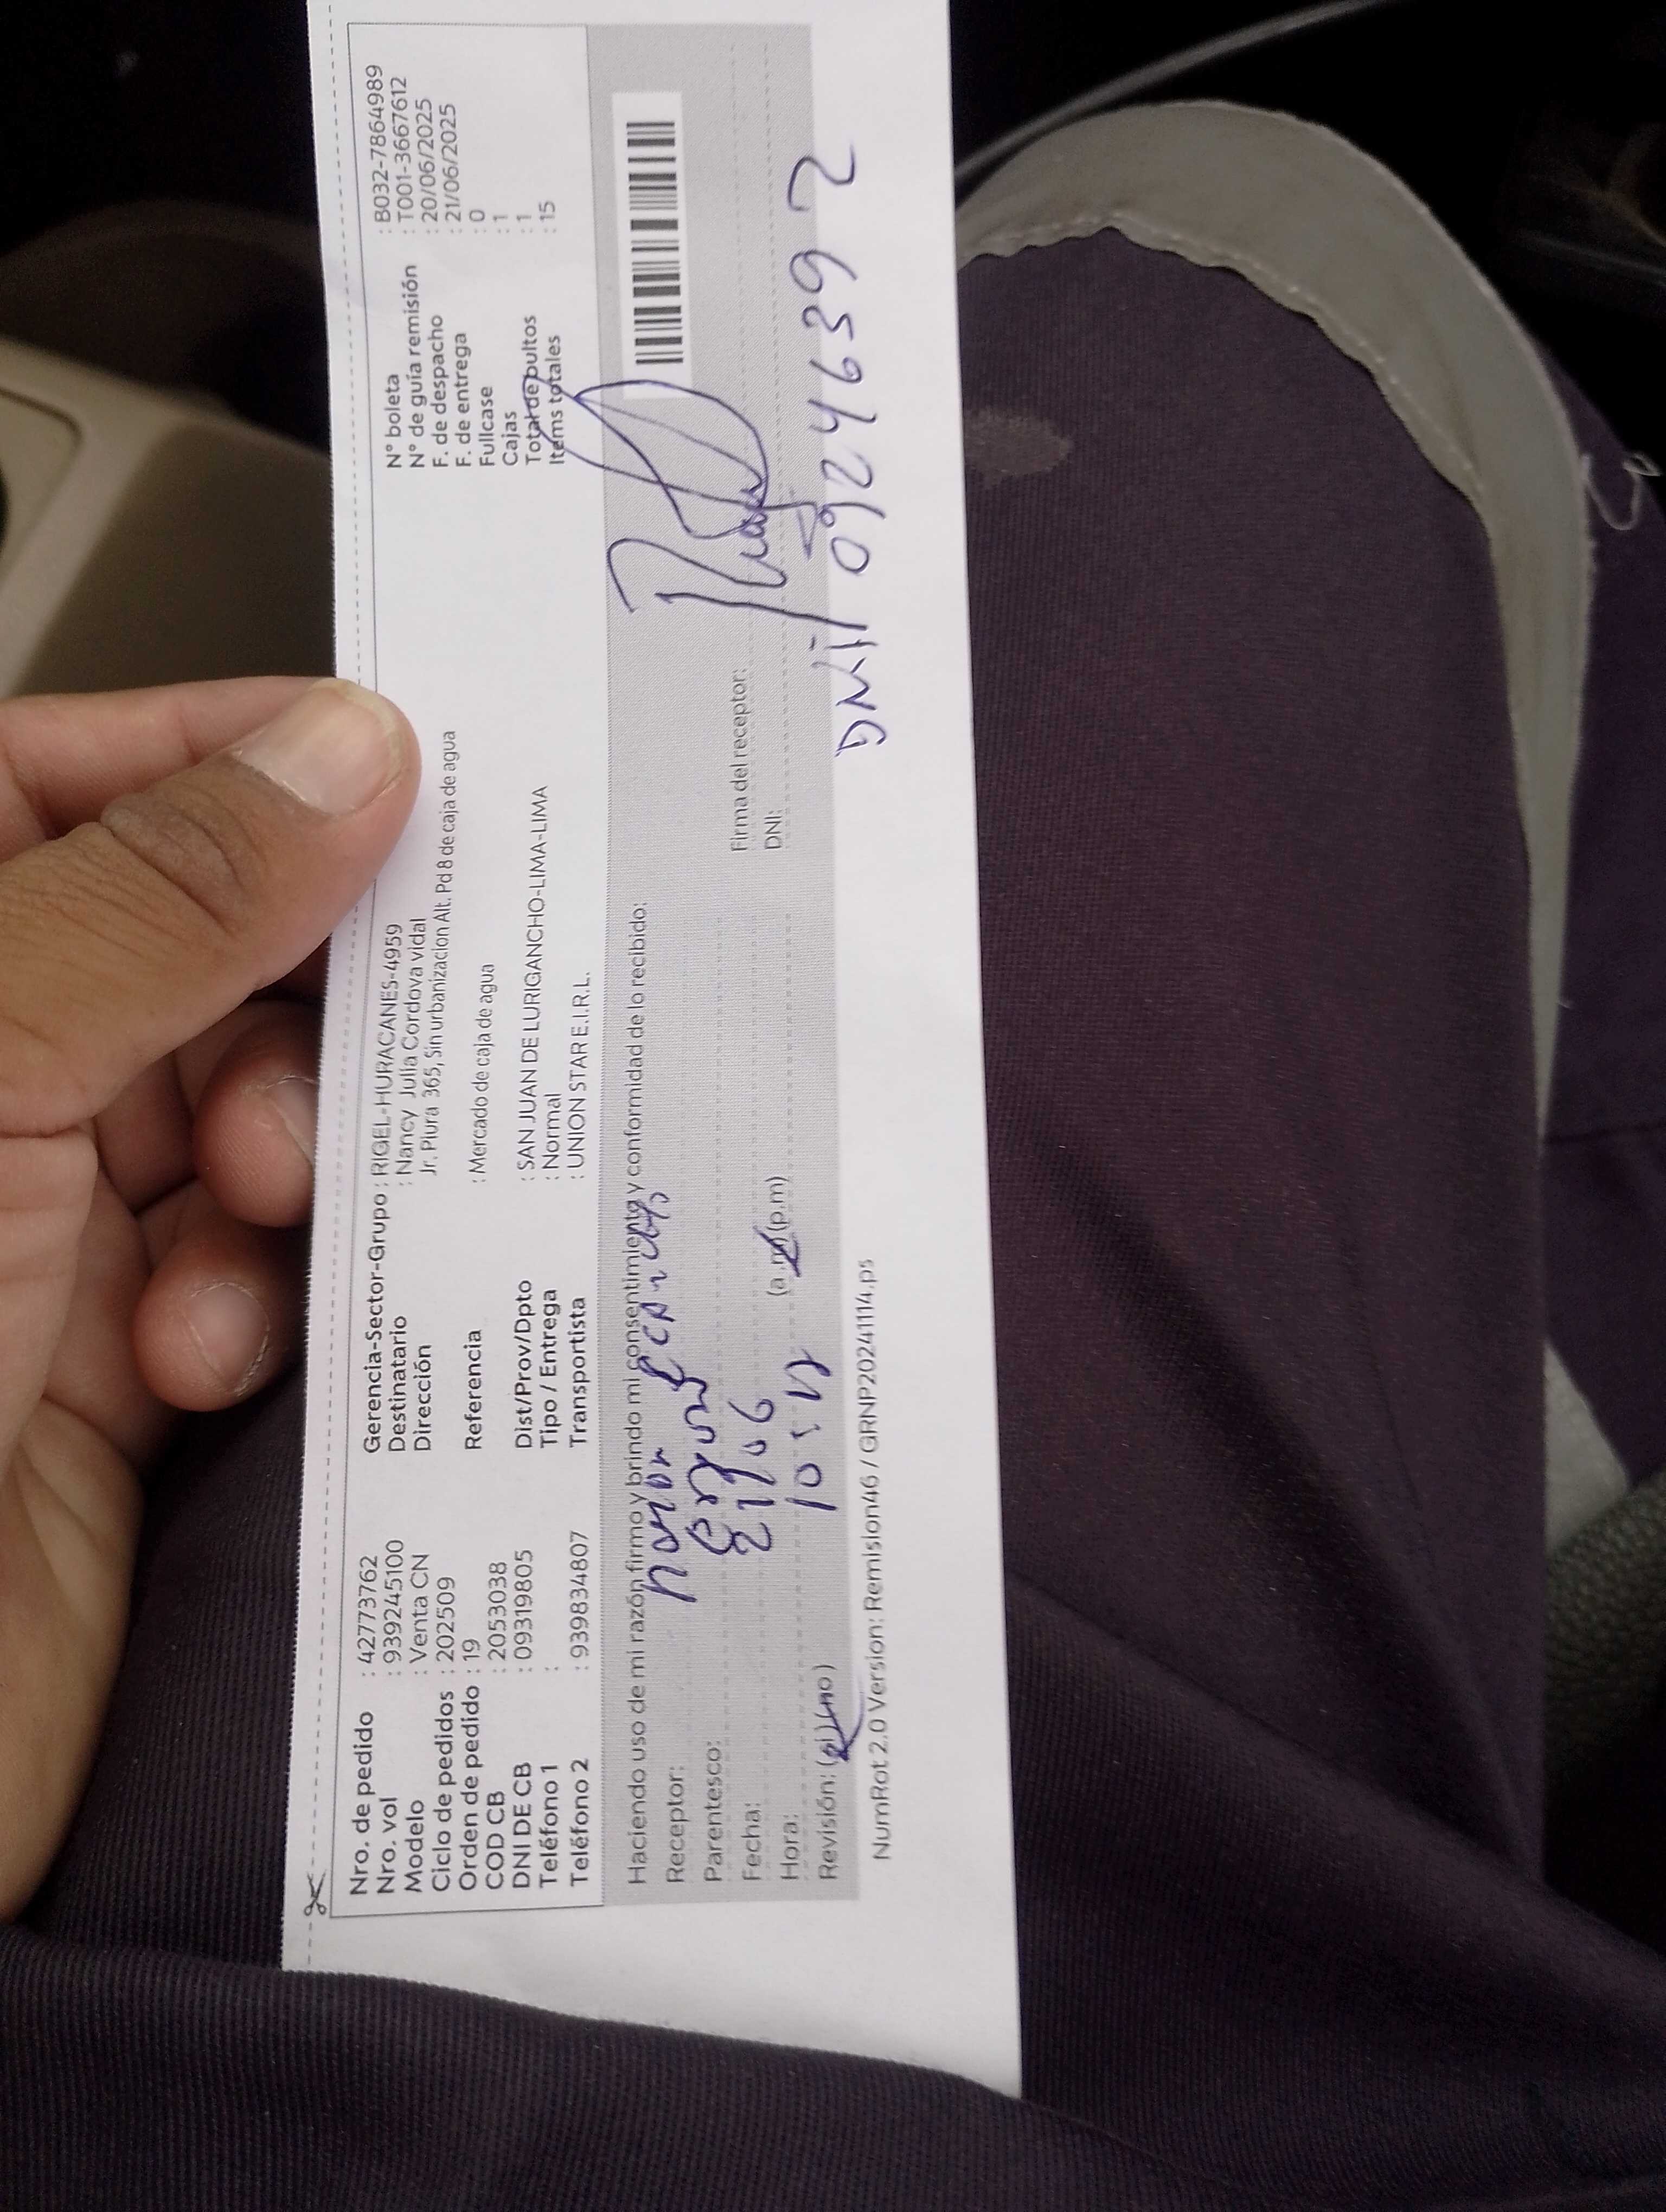 Nro. de pedido : 42773762
Nro. vol : 939245100
Modelo : Venta CN
Ciclo de pedidos : 202509
Orden de pedido : 19
COD CB : 2053038
DNI DE CB : 09319805
Teléfono 1 :
Teléfono 2 : 939834807
Gerencia-Sector-Grupo : RIGEL-HURACANES-4959
Destinatario : Nancy Julia Cordova vidal
Dirección Jr. Piura 365, Sin urbanizacion Alt. Pd 8 de caja de agua
Referencia : Mercado de caja de agua
Dist/Prov/Dpto : SAN JUAN DE LURIGANCHO-LIMA-LIMA
Tipo / Entrega : Normal
Transportista : UNION STAR E.I.R.L.
N° boleta : B032-7864989
N° de guía remisión : T001-3667612
F. de despacho : 20/06/2025
F. de entrega : 21/06/2025
Fullcase : 0
Cajas : 1
Total de bultos : 1
Items totales : 15
Haciendo uso de mi razón firmo y brindo mi consentimiento y conformidad de lo recibido:
Receptor:
Parentesco:
Fecha: 21/06
Hora: (a.m)(p.m)
Revisión: (si) (no)
Firma del receptor:
DNI:
DNI 09246392
NumRot 2.0 Version: Remision46 / GRNP20241114.ps